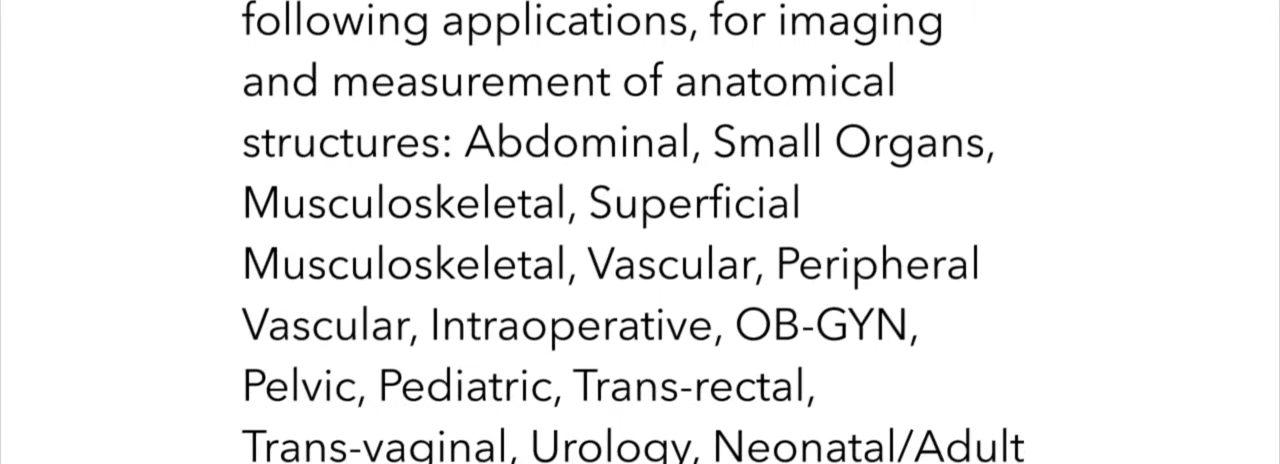 following applications, for imaging
and measurement of anatomical
structures: Abdominal, Small Organs,
Musculoskeletal, Superficial
Musculoskeletal, Vascular, Peripheral
Vascular, Intraoperative, OB-GYN,
Pelvic, Pediatric, Trans-rectal,
Trans-vaginal, Urology, Neonatal/Adult